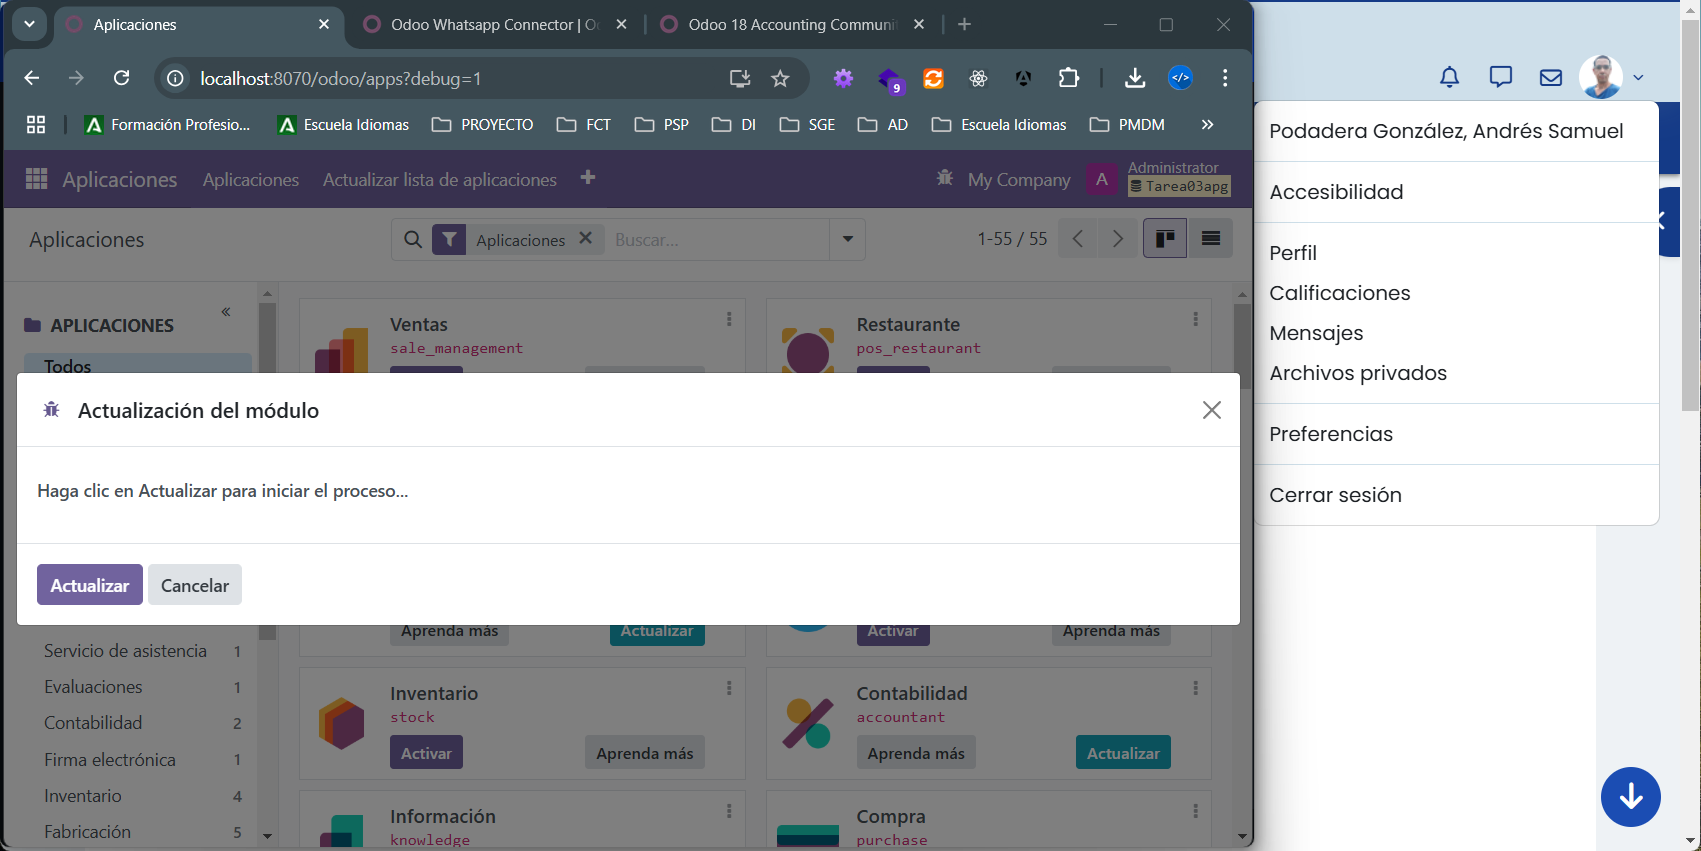 Aplicaciones
Odoo Whatsapp Connector | Oc
Odoo 18 Accounting Communi
localhost:8070/odoo/apps?debug=1
9
Formación Profesio...
Escuela Idiomas
PROYECTO
FCT
PSP
DI
SGE
AD
Escuela Idiomas
PMDM
Aplicaciones
Aplicaciones
Actualizar lista de aplicaciones
My Company
A
Administrator
Tarea03apg
Aplicaciones
Aplicaciones
Buscar...
1-55 / 55
APLICACIONES
Todos
Ventas
sale_management
Restaurante
pos_restaurant
Actualización del módulo
Haga clic en Actualizar para iniciar el proceso...
Actualizar
Cancelar
Aprenda más
Actualizar
Activar
Aprenda más
Servicio de asistencia 1
Evaluaciones 1
Contabilidad 2
Firma electrónica 1
Inventario 4
Fabricación 5
Inventario
stock
Activar
Aprenda más
Contabilidad
accountant
Aprenda más
Actualizar
Información
knowledge
Compra
purchase
Podadera González, Andrés Samuel
Accesibilidad
Perfil
Calificaciones
Mensajes
Archivos privados
Preferencias
Cerrar sesión